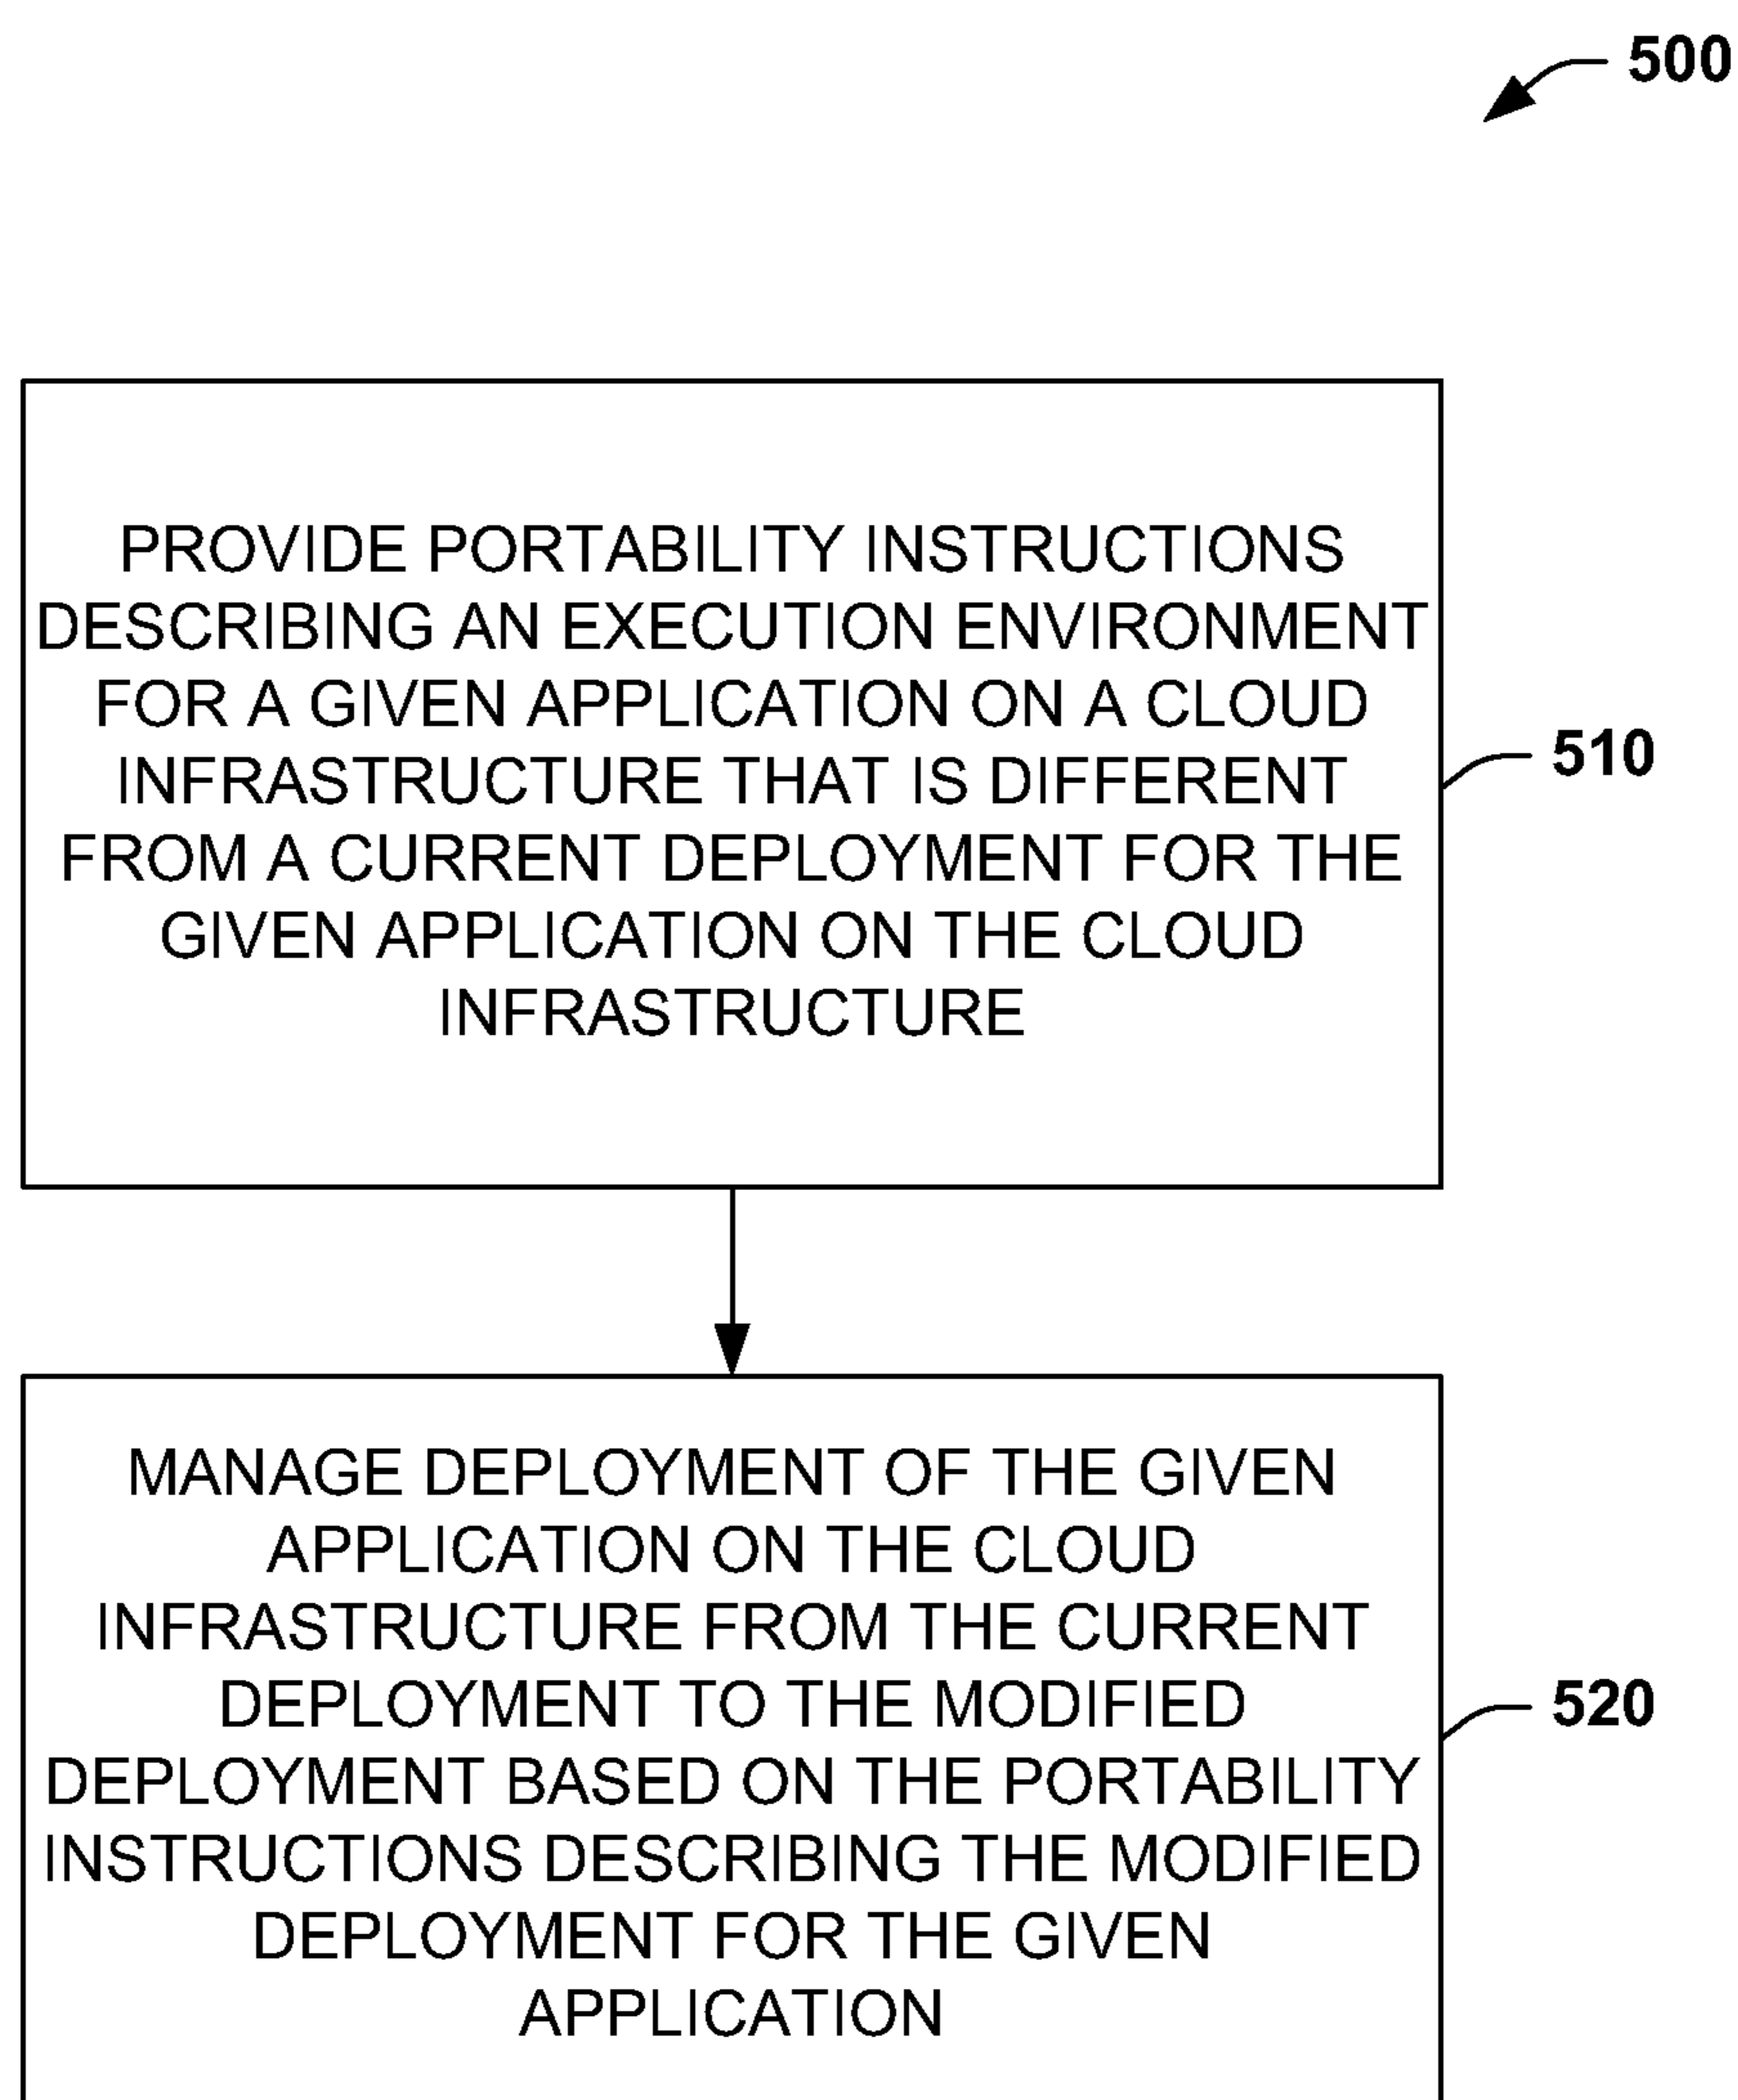 500
PROVIDE PORTABILITY INSTRUCTIONS
DESCRIBING AN EXECUTION ENVIRONMENT
FOR A GIVEN APPLICATION ON A CLOUD
INFRASTRUCTURE THAT IS DIFFERENT
FROM A CURRENT DEPLOYMENT FOR THE
GIVEN APPLICATION ON THE CLOUD
INFRASTRUCTURE
510
MANAGE DEPLOYMENT OF THE GIVEN
APPLICATION ON THE CLOUD
INFRASTRUCTURE FROM THE CURRENT
DEPLOYMENT TO THE MODIFIED
DEPLOYMENT BASED ON THE PORTABILITY
INSTRUCTIONS DESCRIBING THE MODIFIED
DEPLOYMENT FOR THE GIVEN
APPLICATION
520